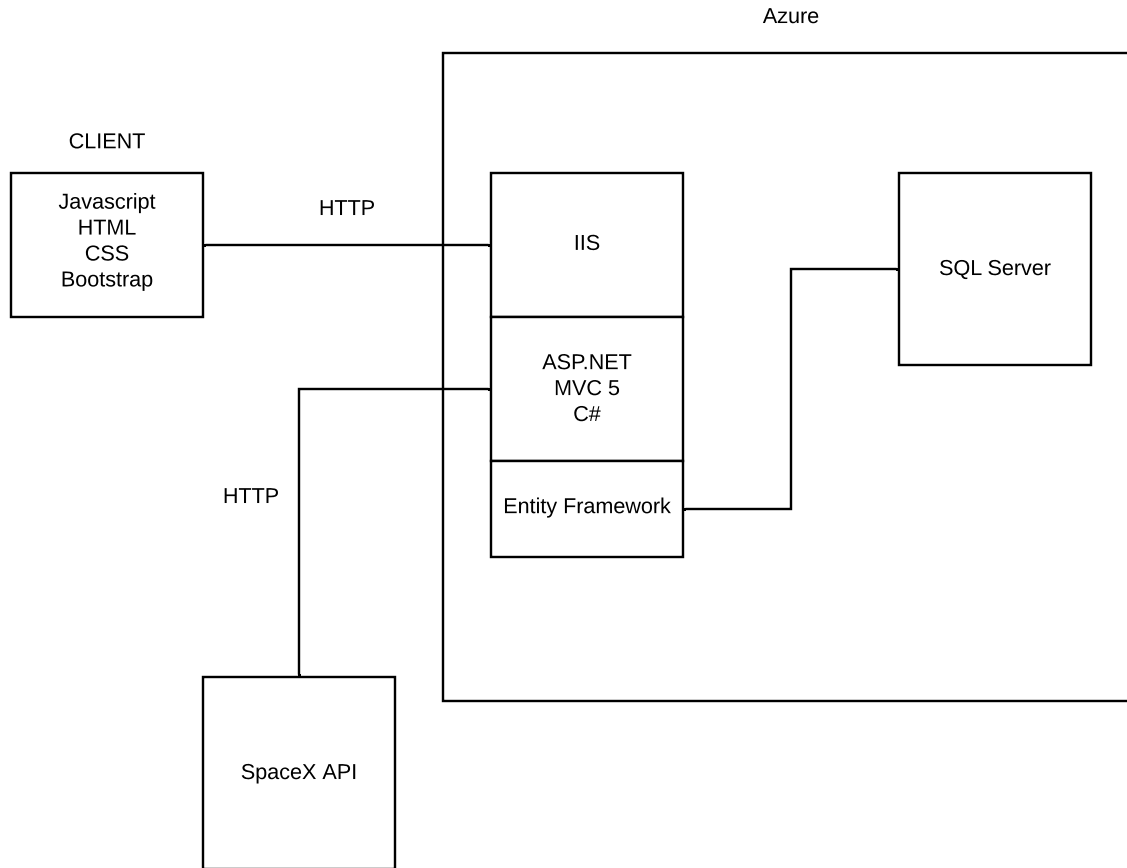 Azure
CLIENT
Javascript
HTML
CSS
Bootstrap
HTTP
IIS
SQL Server
ASP.NET
MVC 5
C#
HTTP
Entity Framework
SpaceX API